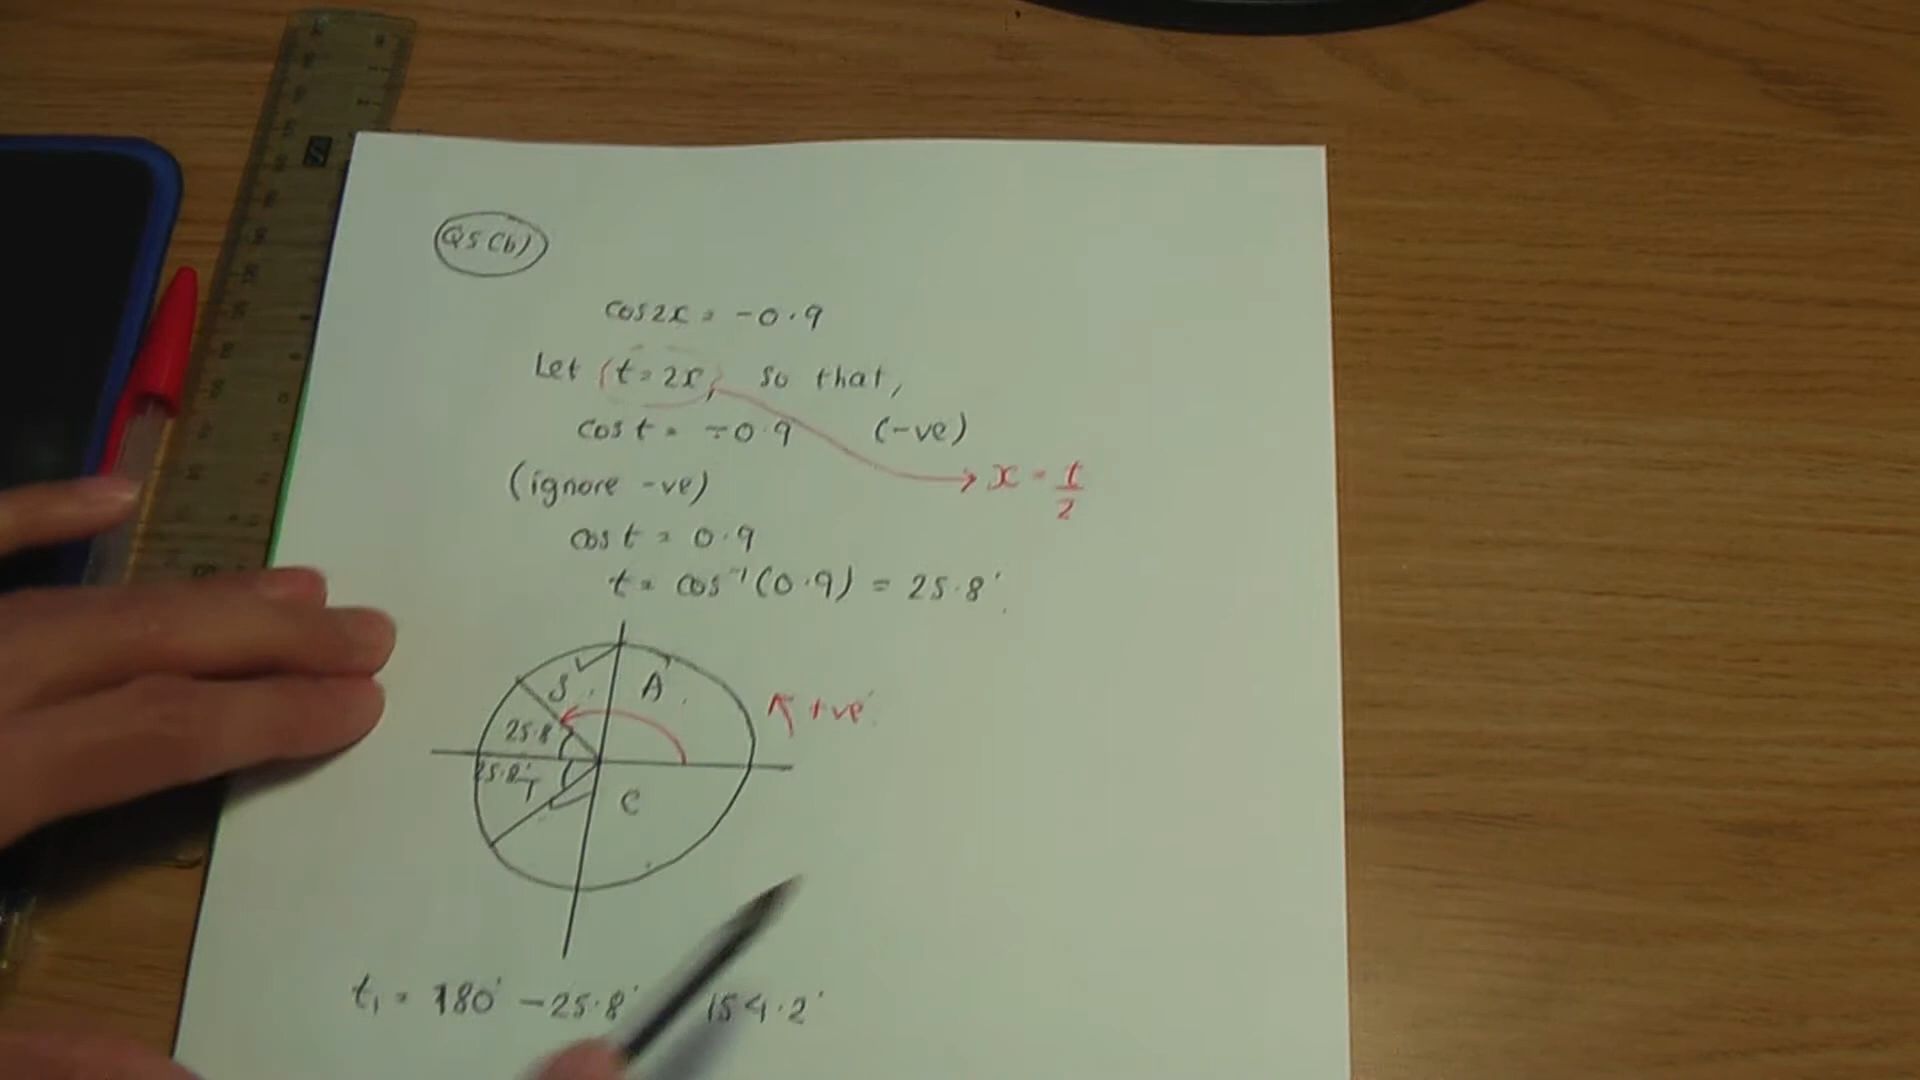 Q5(b)
cos2x = -0.9
Let (t = 2x) so that,
cos t = -0.9 (-ve)
x = t/2
(ignore -ve)
cos t = 0.9
t = cos⁻¹(0.9) = 25.8°
S A
+ve
25.8
25.8°
T C
t₁ = 180° - 25.8° 154.2°